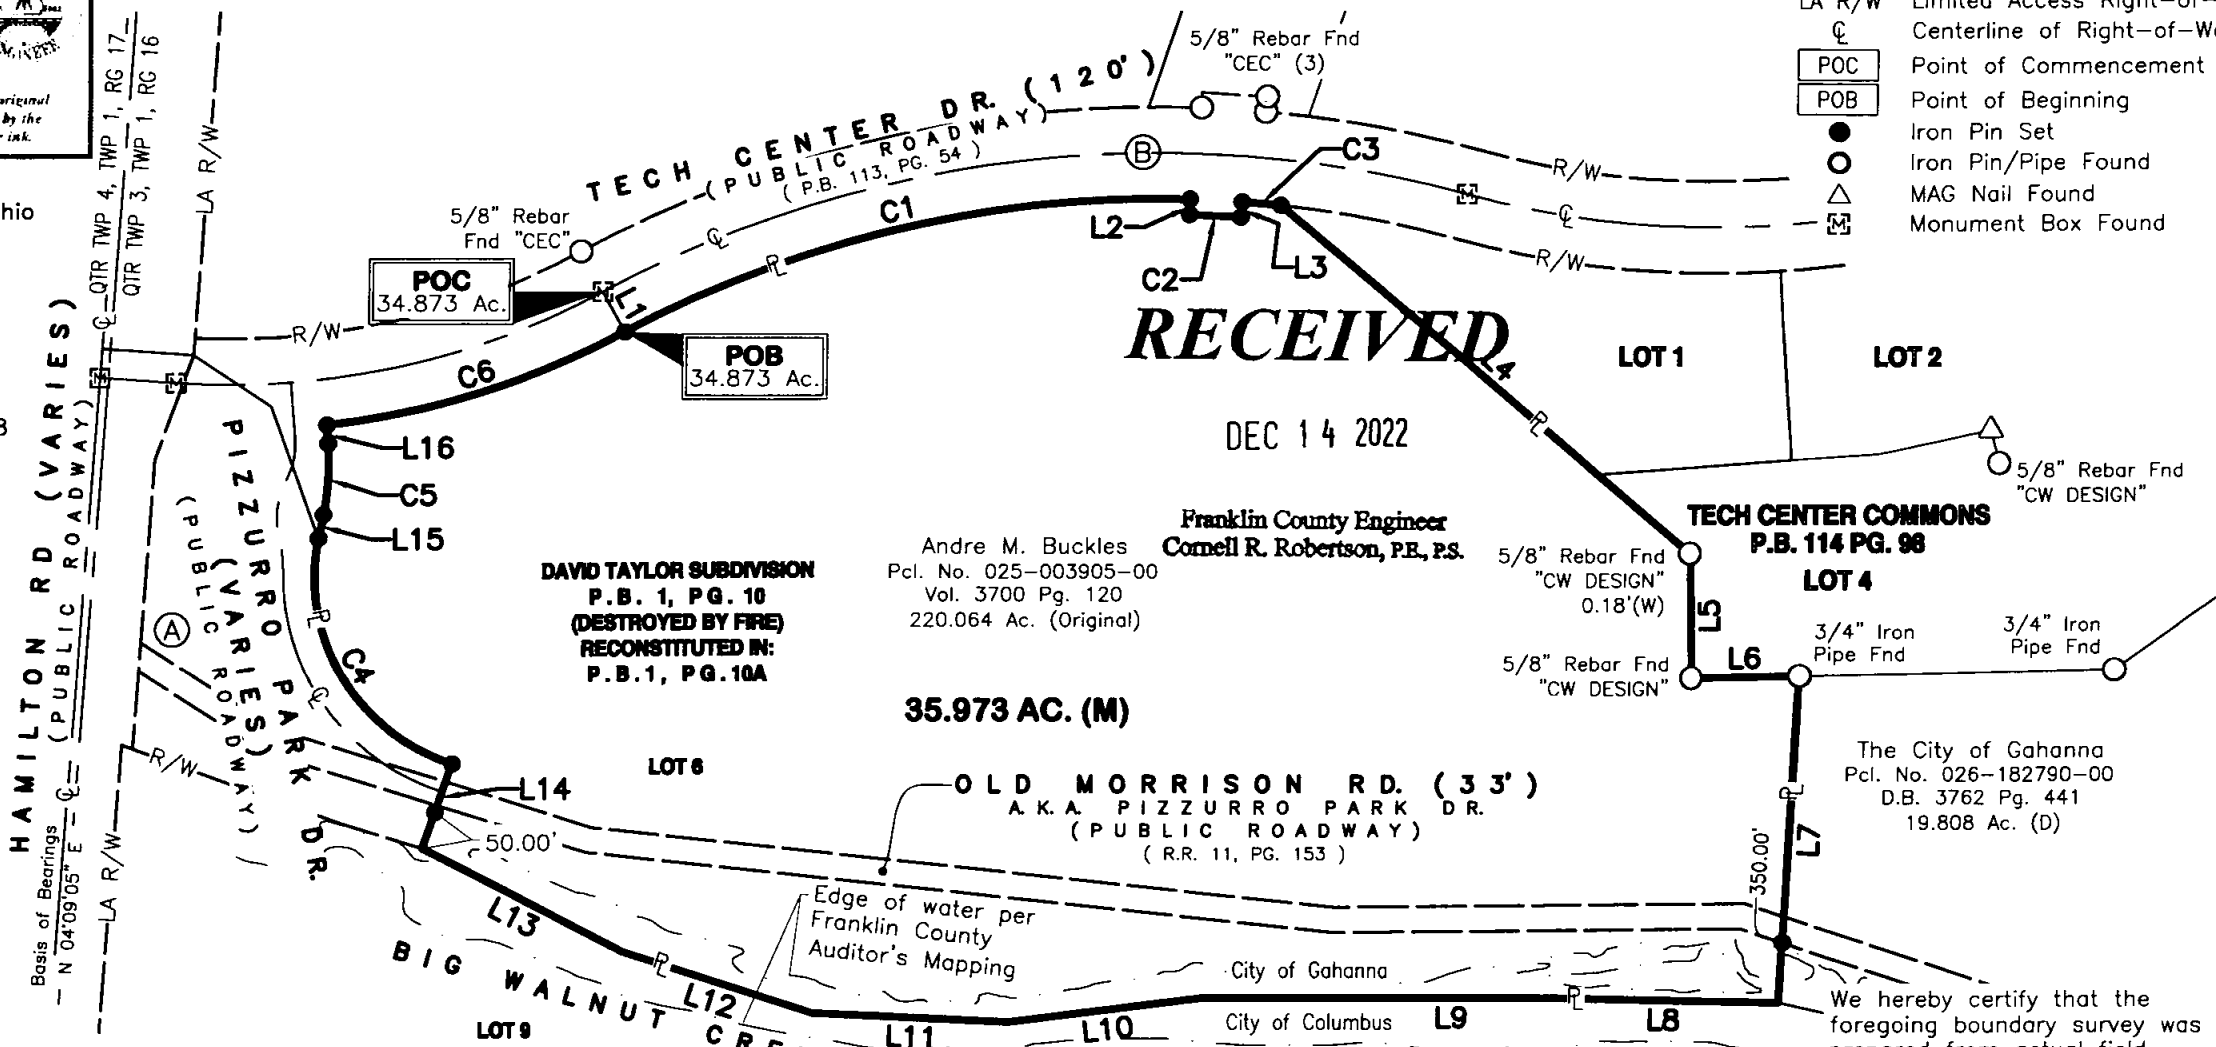 original
by the
ink.
hio
QTR TWP 4, TWP 1, RG 17
QTR TWP 3, TWP 1, RG 16
LA R/W
TECH CENTER DR. (120')
(PUBLIC ROADWAY)
( P.B. 113, PG. 54 )
5/8" Rebar Fnd
"CEC" (3)
LA R/W Limited Access Right-of-
℄ Centerline of Right-of-W
POC Point of Commencement
POB Point of Beginning
Iron Pin Set
Iron Pin/Pipe Found
MAG Nail Found
M Monument Box Found
5/8" Rebar
Fnd "CEC"
POC
34.873 Ac.
POB
34.873 Ac.
L1
C1
C6
B
L2
C2
L3
C3
L4
R/W
R/W
R/W
M
℄
PL
RECEIVED
DEC 14 2022
Franklin County Engineer
Cornell R. Robertson, P.E., P.S.
LOT 1
LOT 2
5/8" Rebar Fnd
"CW DESIGN"
TECH CENTER COMMONS
P.B. 114 PG. 98
LOT 4
5/8" Rebar Fnd
"CW DESIGN"
0.18'(W)
L5
5/8" Rebar Fnd
"CW DESIGN"
L6
3/4" Iron
Pipe Fnd
3/4" Iron
Pipe Fnd
HAMILTON RD (VARIES)
(PUBLIC ROADWAY)
Basis of Bearings
N 04°09'05" E
LA R/W
A
PIZZURRO PARK DR.
(VARIES)
(PUBLIC ROADWAY)
L16
C5
L15
C4
L14
50.00'
R/W
DAVID TAYLOR SUBDIVISION
P.B. 1, PG. 10
(DESTROYED BY FIRE)
RECONSTITUTED IN:
P.B.1, PG.10A
Andre M. Buckles
Pcl. No. 025-003905-00
Vol. 3700 Pg. 120
220.064 Ac. (Original)
35.973 AC. (M)
LOT 6
OLD MORRISON RD. (33')
A.K.A. PIZZURRO PARK DR.
(PUBLIC ROADWAY)
( R.R. 11, PG. 153 )
The City of Gahanna
Pcl. No. 026-182790-00
D.B. 3762 Pg. 441
19.808 Ac. (D)
350.00'
L7
Edge of water per
Franklin County
Auditor's Mapping
BIG WALNUT CRE
L13
L12
L11
L10
L9
L8
City of Gahanna
City of Columbus
LOT 9
We hereby certify that the
foregoing boundary survey was
prepared from actual field